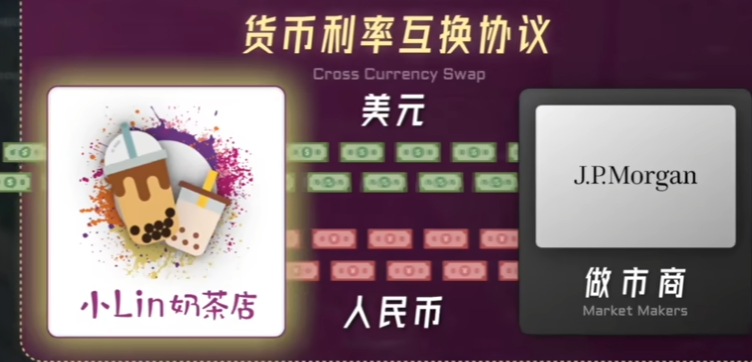 货币利率互换协议
Cross Currency Swap
美元
J.P.Morgan
小Lin奶茶店
人民币
做市商
Market Makers